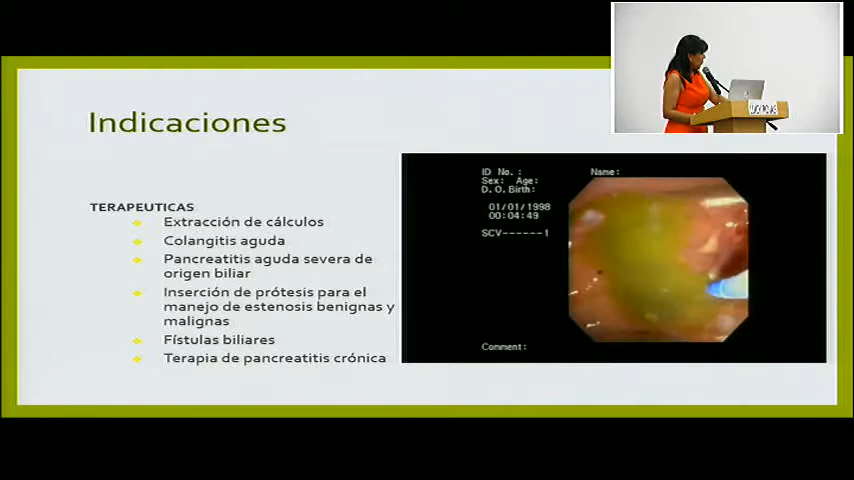 Indicaciones
TERAPEUTICAS
Extracción de cálculos
Colangitis aguda
Pancreatitis aguda severa de
origen biliar
Inserción de prótesis para el
manejo de estenosis benignas y
malignas
Fístulas biliares
Terapia de pancreatitis crónica
ID No. :
Name:
Sex: Age:
D.O.Birth:
01/01/1998
00:04:49
SCV------1
Comment: